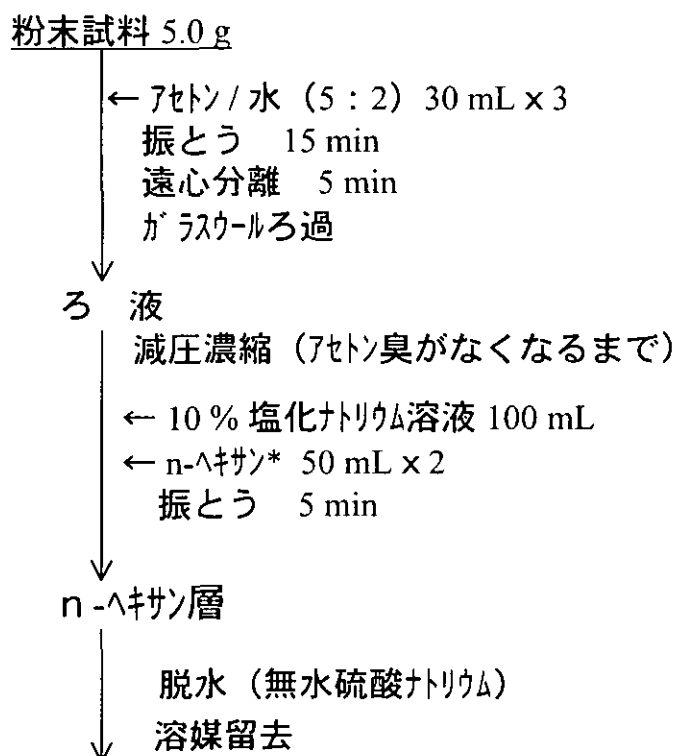 粉末試料 5.0 g
← ｱｾﾄﾝ / 水（5 : 2）30 mL x 3
振とう 15 min
遠心分離 5 min
ｶﾞﾗｽｳｰﾙろ過
ろ 液
減圧濃縮（ｱｾﾄﾝ臭がなくなるまで）
← 10 % 塩化ﾅﾄﾘｳﾑ溶液 100 mL
← n-ﾍｷｻﾝ* 50 mL x 2
振とう 5 min
n -ﾍｷｻﾝ層
脱水（無水硫酸ﾅﾄﾘｳﾑ）
溶媒留去